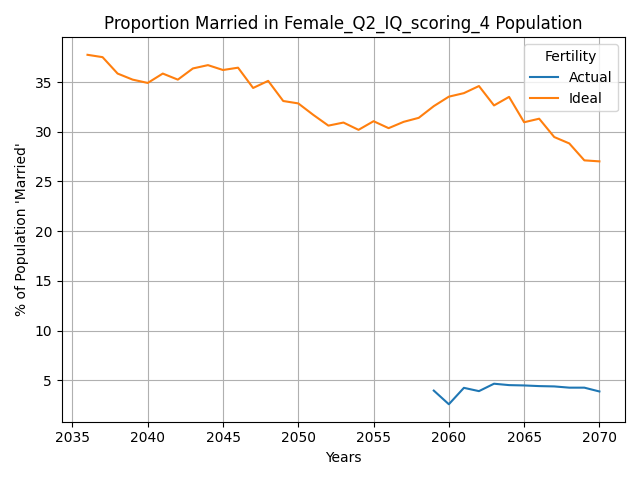 Proportion Married in Female_Q2_IQ_scoring_4 Population
Fertility
Actual
Ideal
% of Population 'Married'
35
30
25
20
15
10
5
2035 2040 2045 2050 2055 2060 2065 2070
Years